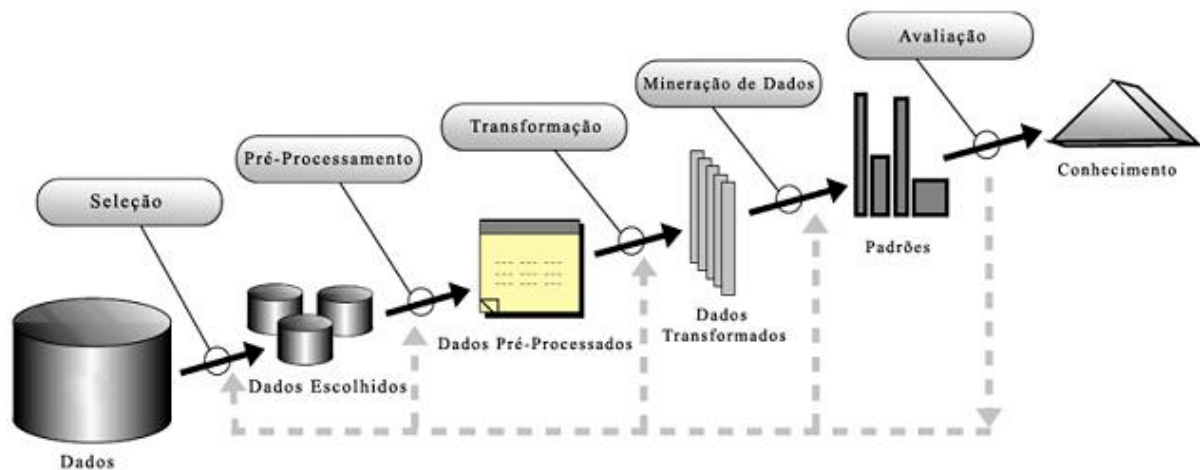 Avaliação
Mineração de Dados
Transformação
Pré-Processamento
Seleção
Conhecimento
Padrões
Dados
Transformados
Dados Pré-Processados
Dados Escolhidos
Dados